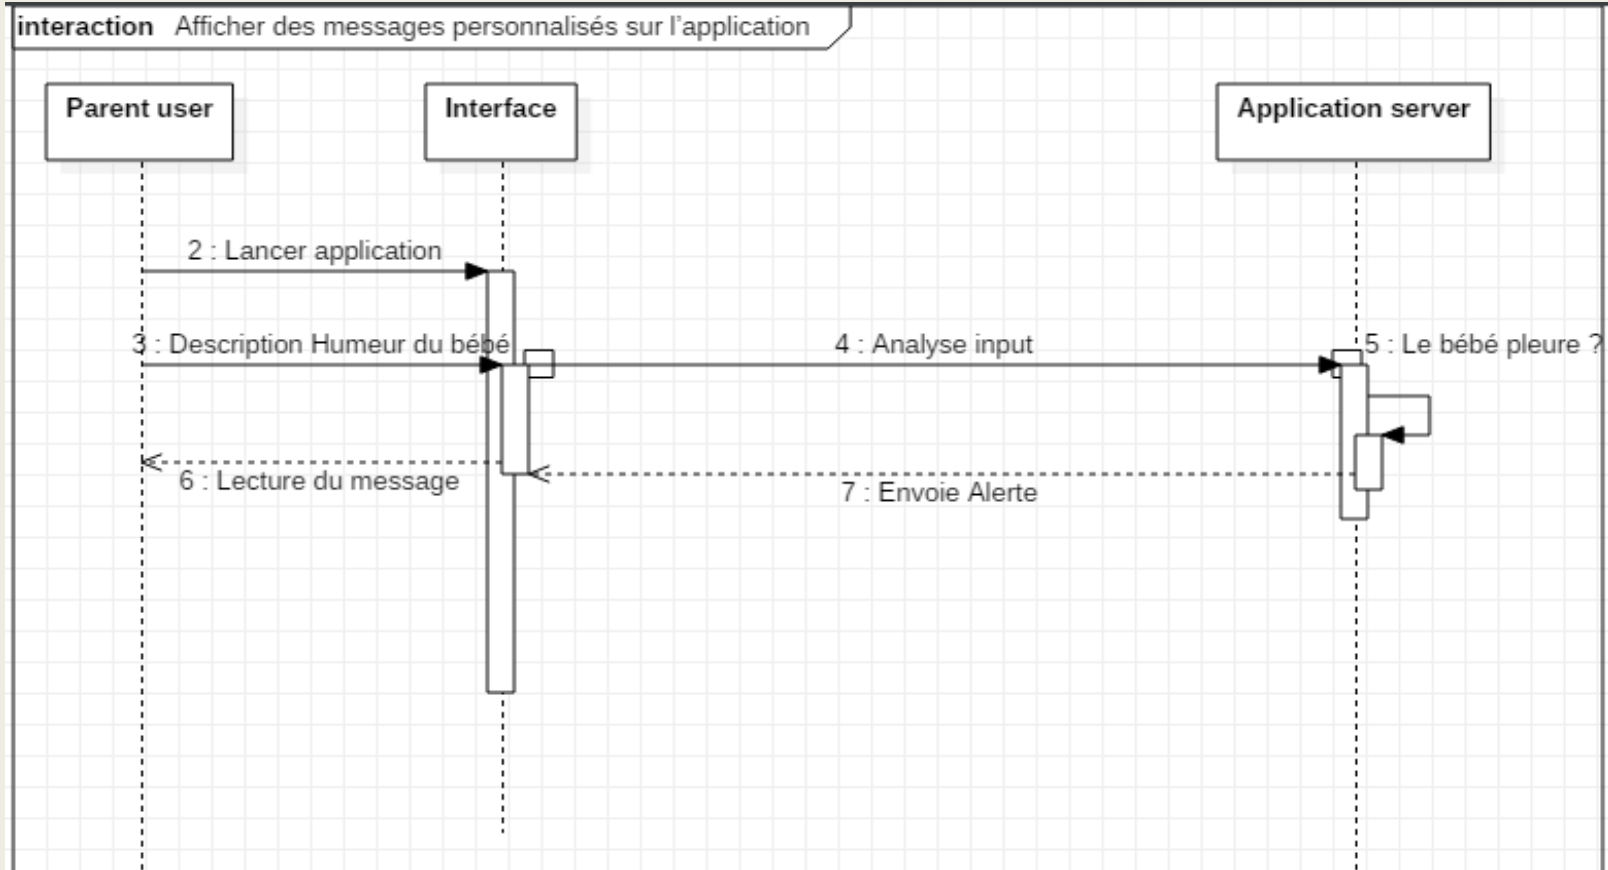 interaction Afficher des messages personnalisés sur l'application
Parent user
Interface
Application server
2 : Lancer application
3 : Description Humeur du bébé
4 : Analyse input
5 : Le bébé pleure ?
6 : Lecture du message
7 : Envoie Alerte